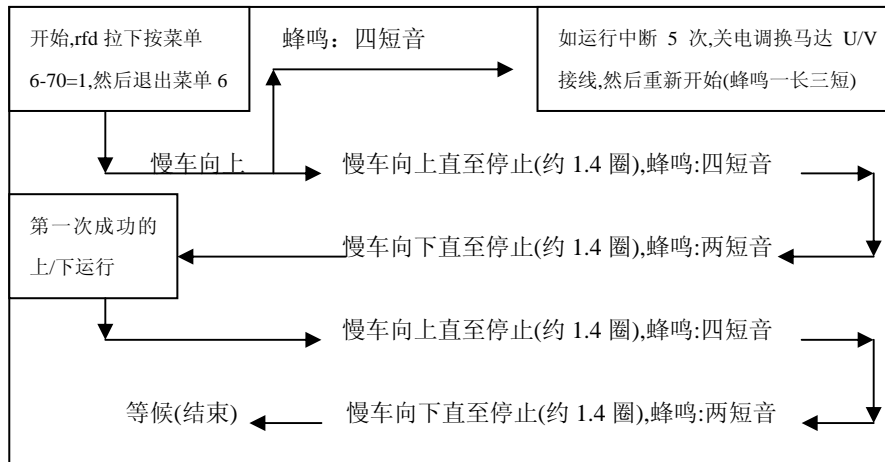 开始,rfd 拉下按菜单
6-70=1,然后退出菜单 6
蜂鸣：四短音
如运行中断 5 次,关电调换马达 U/V
接线,然后重新开始(蜂鸣一长三短)
慢车向上
慢车向上直至停止(约 1.4 圈),蜂鸣:四短音
第一次成功的
上/下运行
慢车向下直至停止(约 1.4 圈),蜂鸣:两短音
慢车向上直至停止(约 1.4 圈),蜂鸣:四短音
等候(结束)
慢车向下直至停止(约 1.4 圈),蜂鸣:两短音